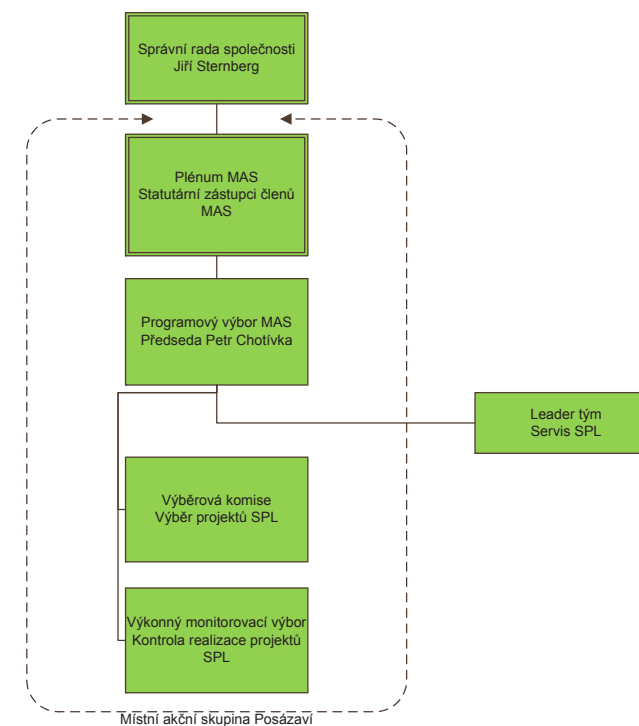 Správní rada společnosti
Jiří Sternberg
Plénum MAS
Statutární zástupci členů
MAS
Programový výbor MAS
Předseda Petr Chotívka
Leader tým
Servis SPL
Výběrová komise
Výběr projektů SPL
Výkonný monitorovací výbor
Kontrola realizace projektů
SPL
Místní akční skupina Posázaví